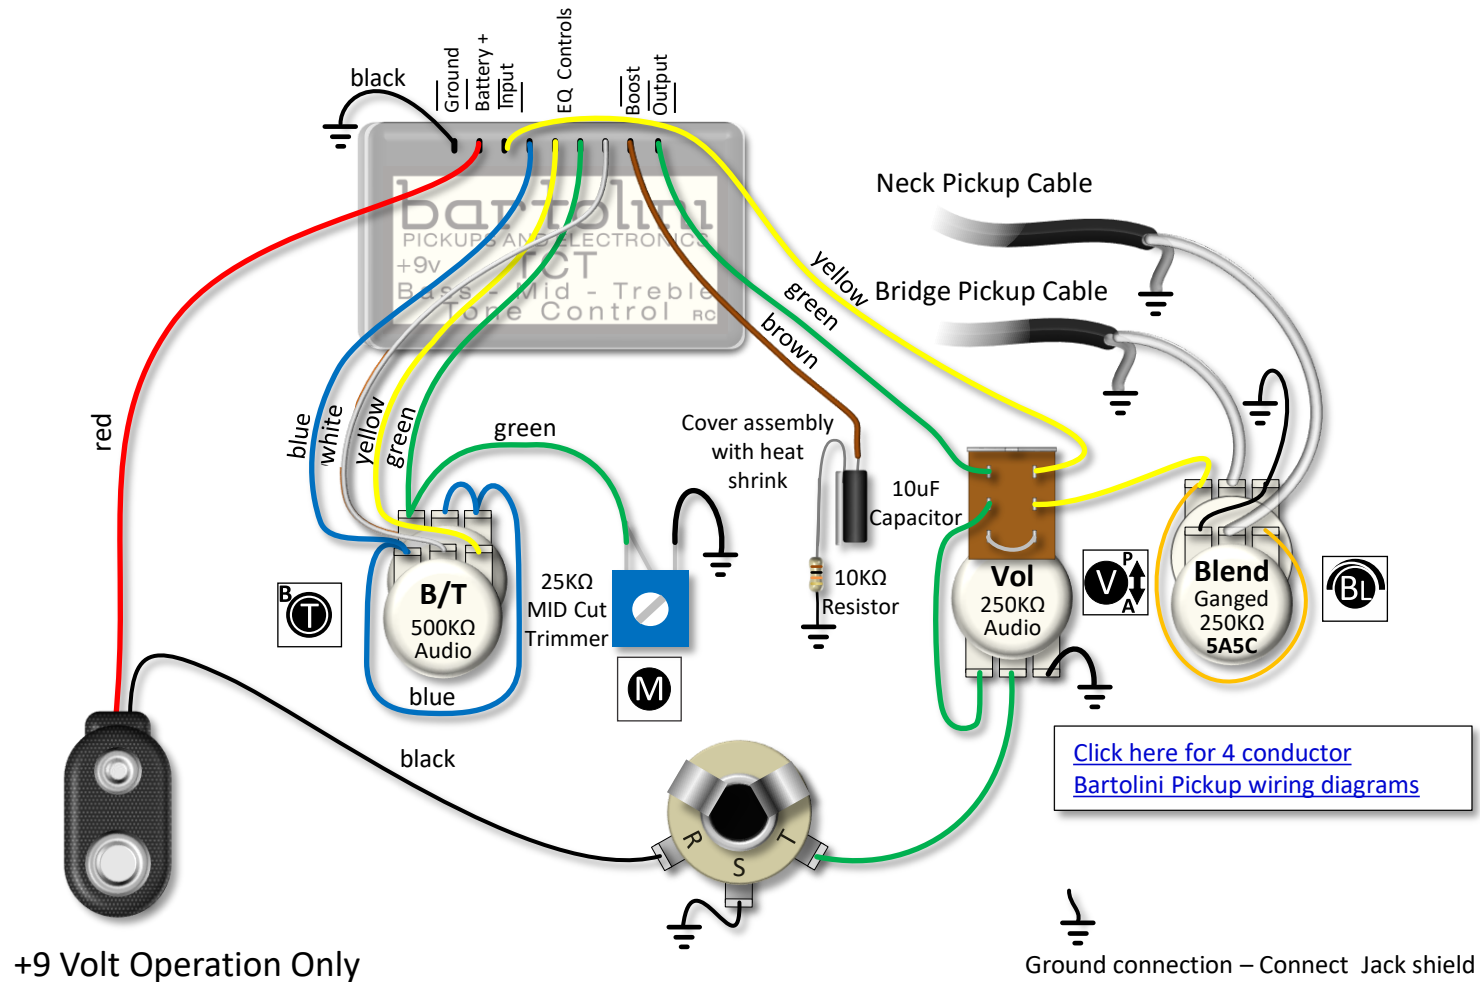 Ground
Battery +
Input
EQ Controls
Boost
Output
black
bartolini
PICKUPS AND ELECTRONICS
+9v
TCT
Bass - Mid - Treble
Tone Control RC
Neck Pickup Cable
Bridge Pickup Cable
yellow
green
brown
red
blue
white
yellow
green
green
Cover assembly
with heat
shrink
10uF
Capacitor
10KΩ
Resistor
25KΩ
MID Cut
Trimmer
M
B
T
B/T
500KΩ
Audio
blue
Vol
250KΩ
Audio
V
P
A
Blend
Ganged
250KΩ
5A5C
BL
black
R
S
T
Click here for 4 conductor
Bartolini Pickup wiring diagrams
+9 Volt Operation Only
Ground connection – Connect Jack shield